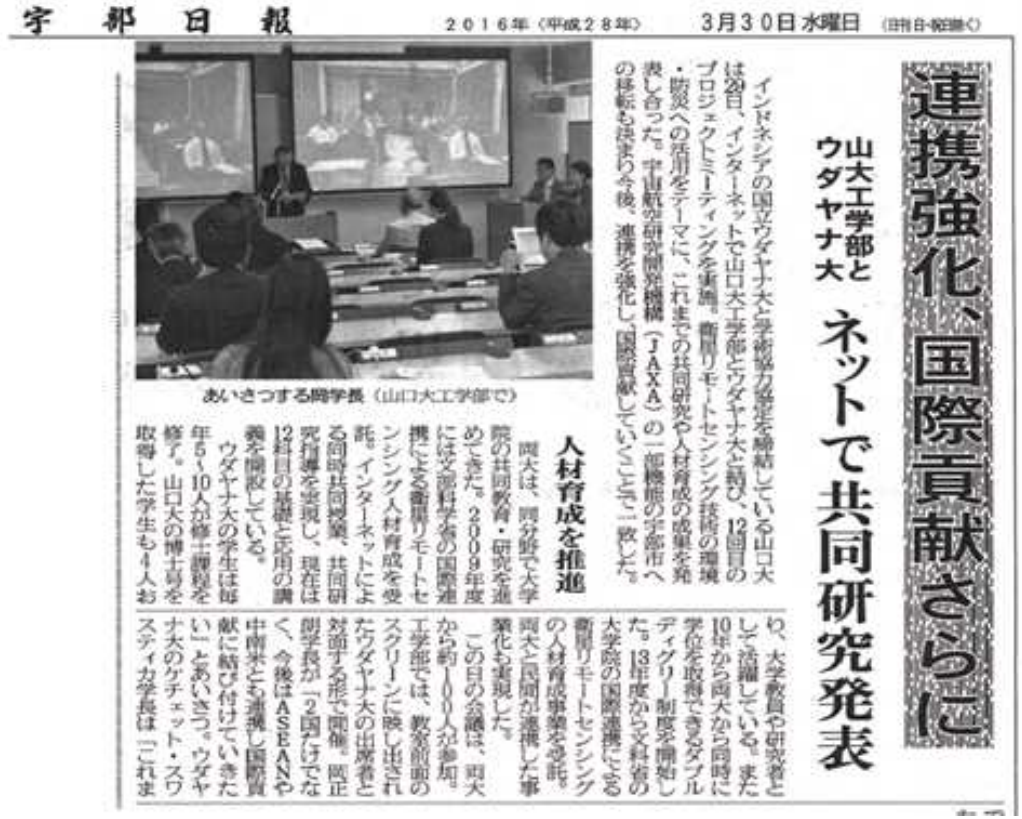 宇部日報
2016年(平成28年)
3月30日水曜日
(日刊日・祝日除く)
連携強化、国際貢献さらに
山大工学部と
ウダヤナ大
ネットで共同研究発表
インドネシアの国立ウダヤナ大と学術協力協定を締結している山口大
は29日、インターネットで山口大工学部とウダヤナ大と結び、12回目の
プロジェクトミーティングを実施。衛星リモートセンシング技術の環境
・防災への活用をテーマに、これまでの共同研究や人材育成の成果を発
表し合った。宇宙航空研究開発機構(JAXA)の一部機能の宇部市へ
の移転も決まり今後、連携を強化し、国際貢献していくことで一致した。
あいさつする岡学長(山口大工学部で)
人材育成を推進
両大は、同分野で大学
院の共同教育・研究を進
めてきた。2009年度
には文部科学省の国際連
携による衛星リモートセ
ンシング人材育成を受
託。インターネットによ
る同時共同授業、共同研
究指導を実現し、現在は
12科目の基礎と応用の講
義を開設している。
ウダヤナ大の学生は毎
年5~10人が修士課程を
修了。山口大の博士号を
取得した学生も4人お
り、大学教員や研究者と
して活躍している。また
10年から両大から同時に
学位を取得できるダブル
ディグリー制度を開始し
た。13年度から文科省の
大学院の国際連携による
衛星リモートセンシング
の人材育成事業を受託。
両大と民間が連携した事
業化も実現した。
この日の会議は、両大
から約100人が参加。
工学部では、教室前面の
スクリーンに映し出され
たウダヤナ大の出席者と
対面する形で開催。岡正
朗学長が「2国だけでな
く、今後はASEANや
中南米とも連携し国際貢
献に結び付けていきた
い」とあいさつ。ウダヤ
ナ大のケチェット・スワ
スティカ学長は「これま